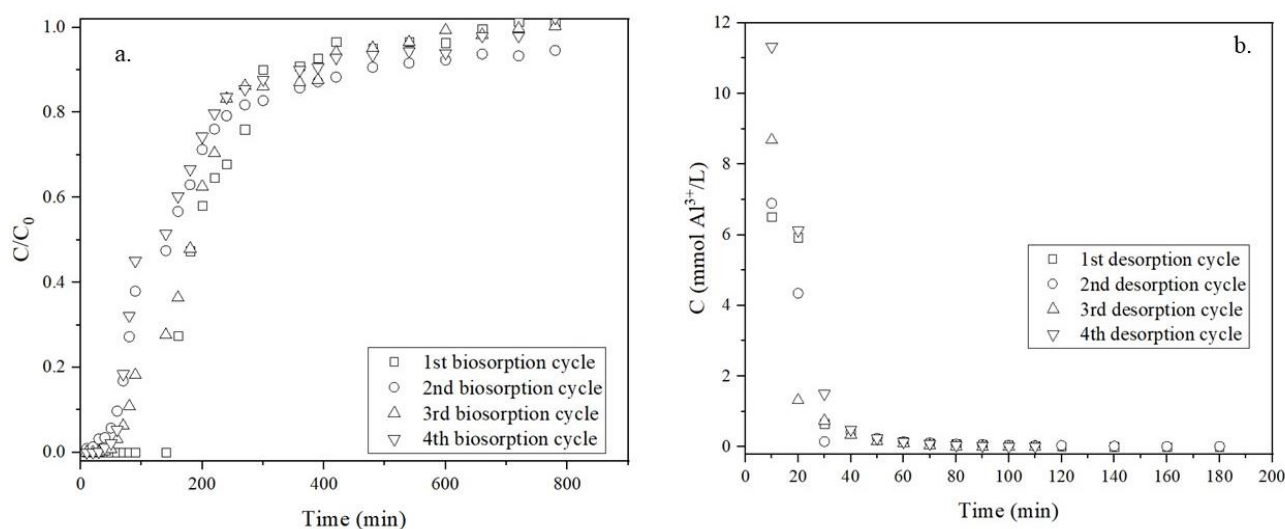 a.
1.0
0.8
0.6
0.4
0.2
0.0
C/C₀
1st biosorption cycle
2nd biosorption cycle
3rd biosorption cycle
4th biosorption cycle
0 200 400 600 800
Time (min)
b.
12
10
8
6
4
2
0
C (mmol Al³⁺/L)
1st desorption cycle
2nd desorption cycle
3rd desorption cycle
4th desorption cycle
0 20 40 60 80 100 120 140 160 180 200
Time (min)